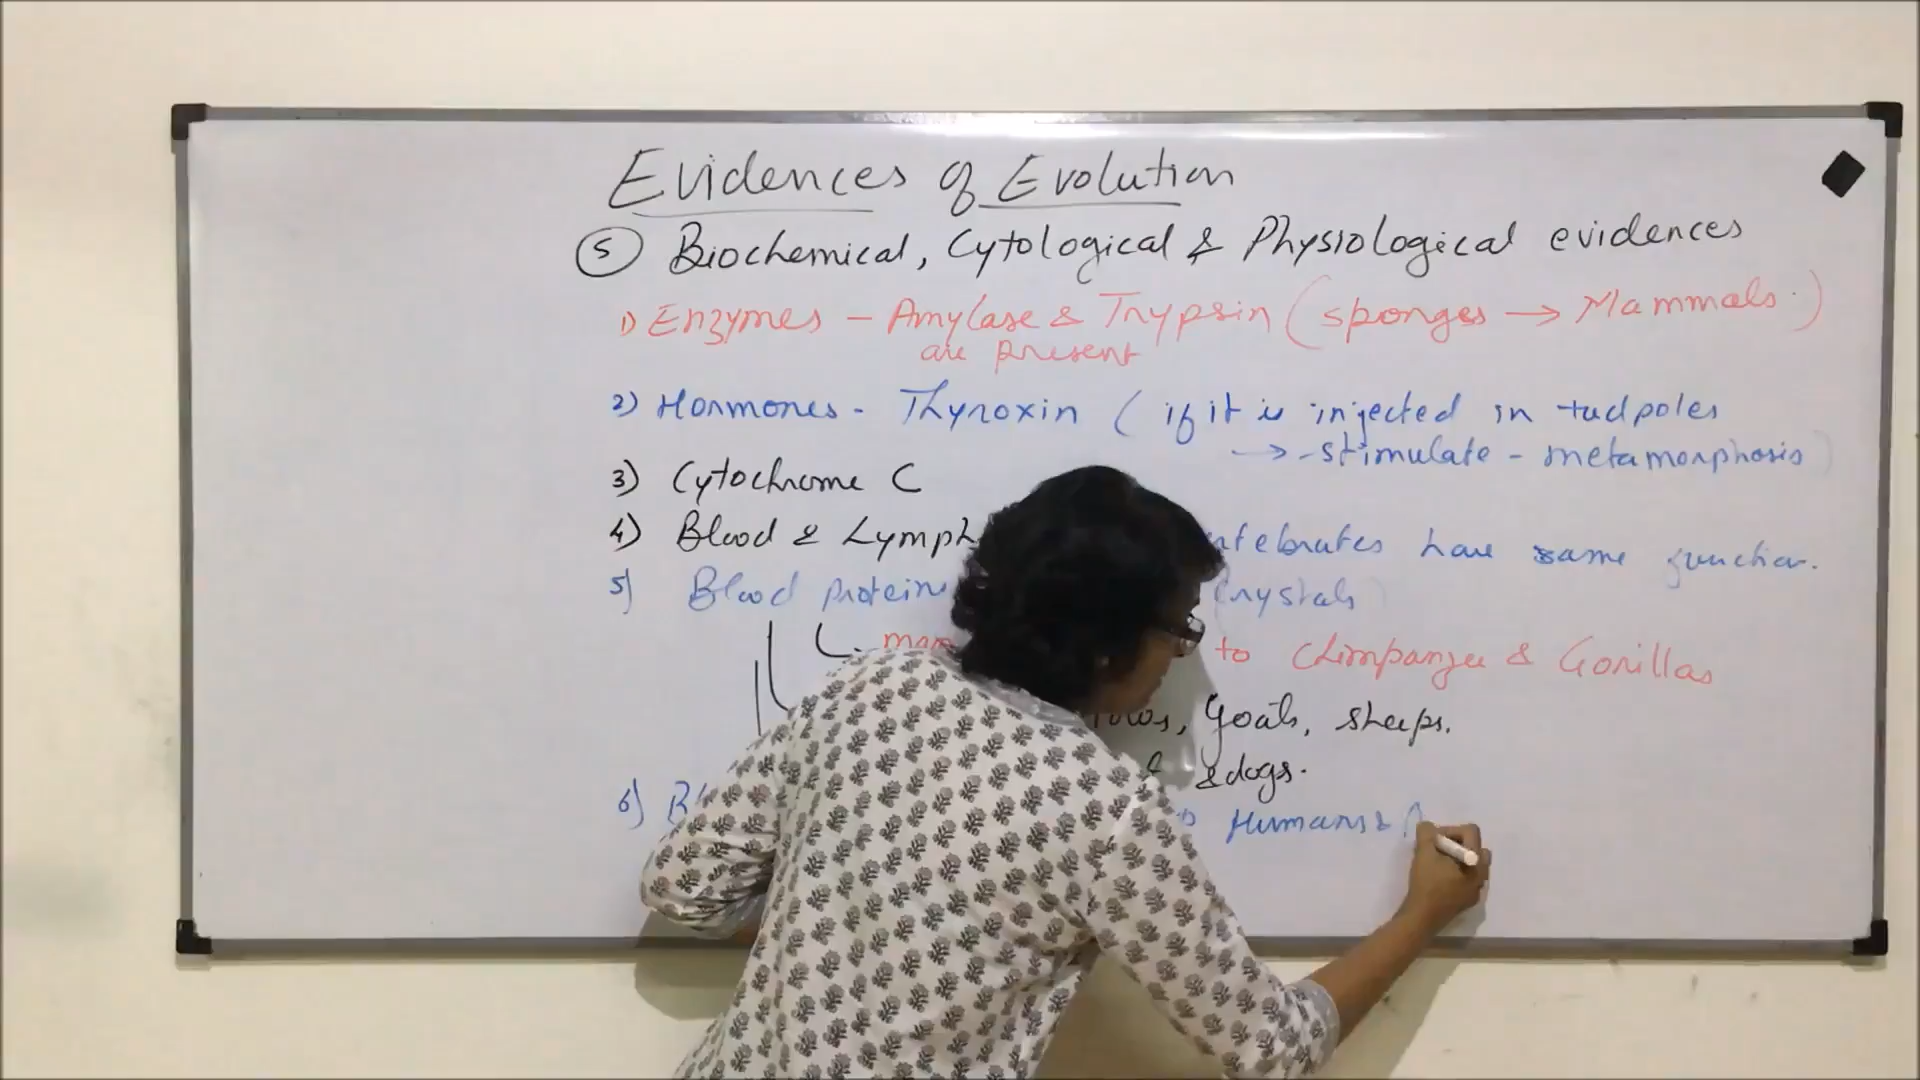 Evidences of Evolution
5 Biochemical, Cytological & Physiological evidences
1) Enzymes - Amylase & Trypsin (sponges → Mammals.)
are present
2) Hormones - Thyroxin (if it is injected in tadpoles
→ -stimulate - metamorphosis)
3) Cytochrome C
4) Blood & Lymph have same function.
5) Blood protein Crystals)
to Chimpanzee & Gorillas
Goats, sheeps.
& dogs.
6) Humans &